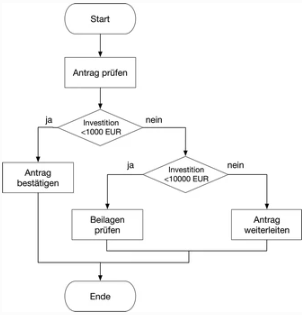 Start
Antrag prüfen
ja
Investition
<1000 EUR
nein
Antrag
bestätigen
ja
Investition
<10000 EUR
nein
Beilagen
prüfen
Antrag
weiterleiten
Ende